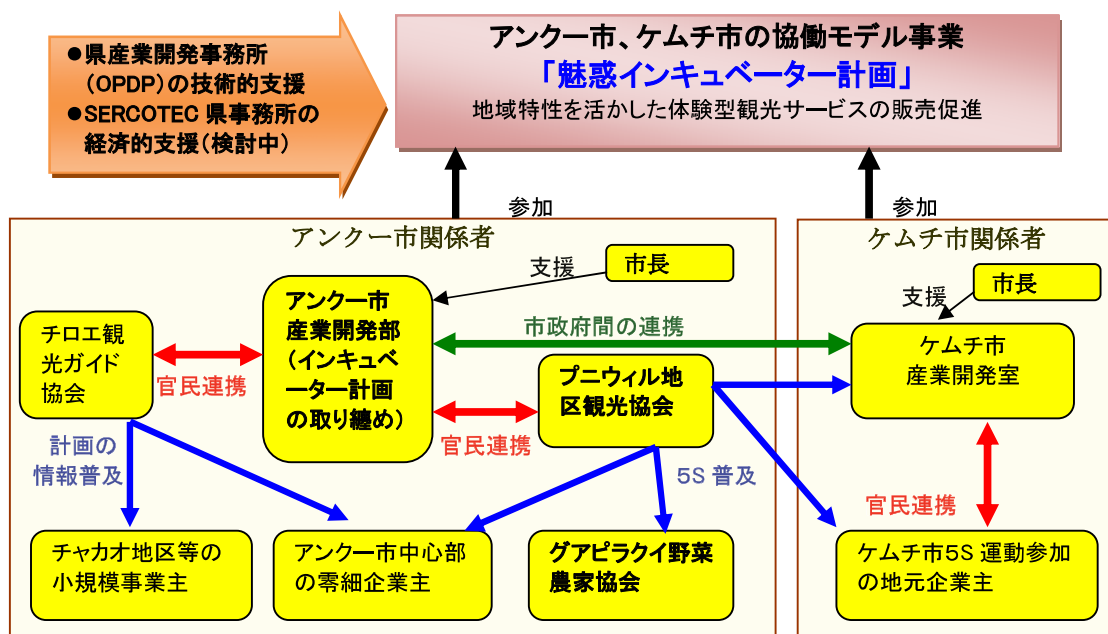 ●県産業開発事務所
(OPDP)の技術的支援
●SERCOTEC 県事務所の
経済的支援(検討中)
アンクー市、ケムチ市の協働モデル事業
「魅惑インキュベーター計画」
地域特性を活かした体験型観光サービスの販売促進
参加
参加
アンクー市関係者
ケムチ市関係者
市長
支援
市長
支援
アンクー市
産業開発部
(インキュベ
ーター計画
の取り纏め)
チロエ観
光ガイド
協会
官民連携
市政府間の連携
プニウィル地
区観光協会
官民連携
ケムチ市
産業開発室
計画の
情報普及
5S 普及
官民連携
チャカオ地区等の
小規模事業主
アンクー市中心部
の零細企業主
グアピラクイ野菜
農家協会
ケムチ市5S 運動参加
の地元企業主